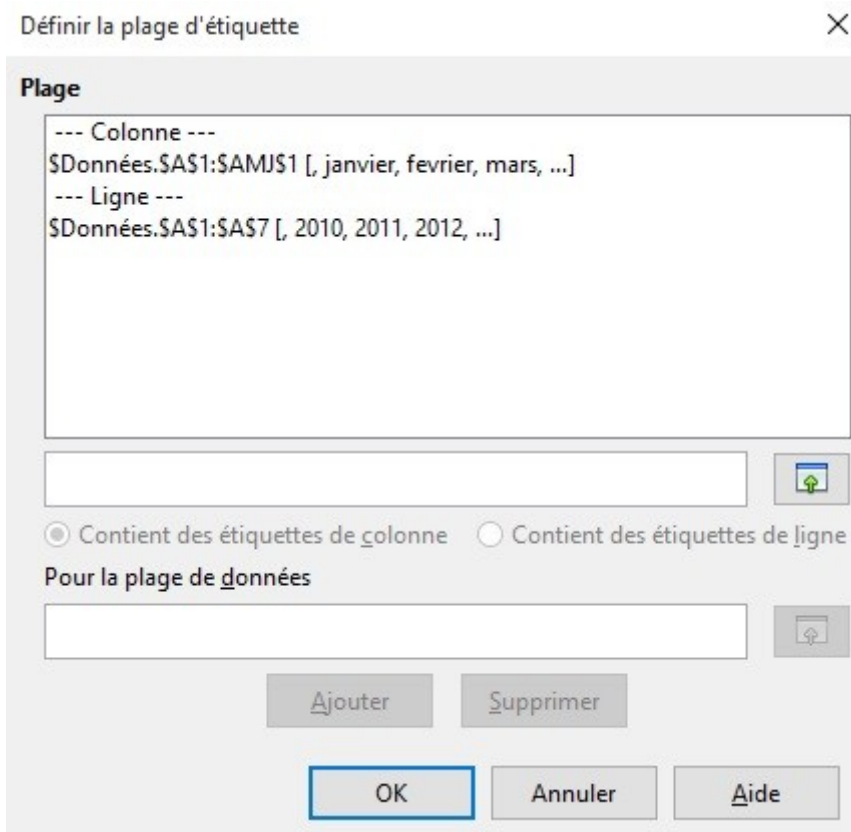 Définir la plage d'étiquette
Plage
--- Colonne ---
$Données.$A$1:$AMJ$1 [, janvier, fevrier, mars, ...]
--- Ligne ---
$Données.$A$1:$A$7 [, 2010, 2011, 2012, ...]
Contient des étiquettes de colonne Contient des étiquettes de ligne
Pour la plage de données
Ajouter Supprimer
OK Annuler Aide